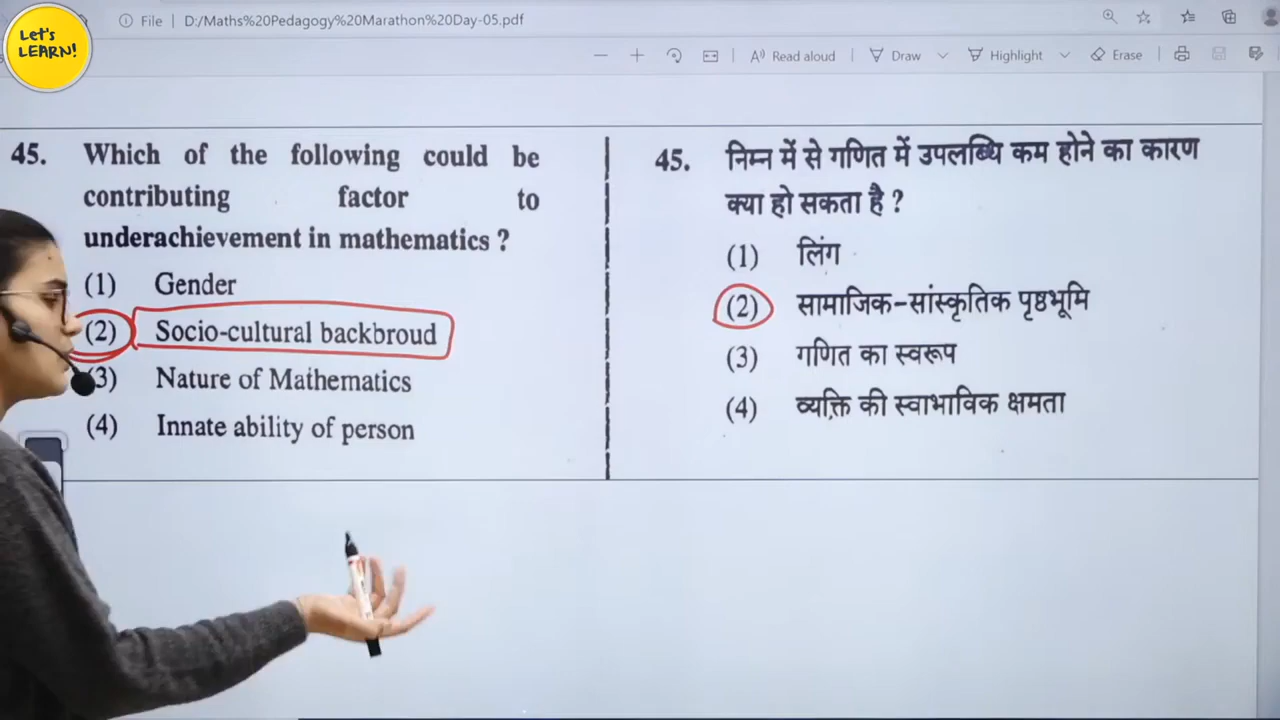 Let's
LEARN!
File | D:/Maths%20Pedagogy%20Marathon%20Day-05.pdf
Read aloud
Draw
Highlight
Erase
45. Which of the following could be
contributing factor to
underachievement in mathematics ?
(1) Gender
(2) Socio-cultural backbroud
(3) Nature of Mathematics
(4) Innate ability of person
45. निम्न में से गणित में उपलब्धि कम होने का कारण
क्या हो सकता है ?
(1) लिंग
(2) सामाजिक-सांस्कृतिक पृष्ठभूमि
(3) गणित का स्वरूप
(4) व्यक्ति की स्वाभाविक क्षमता